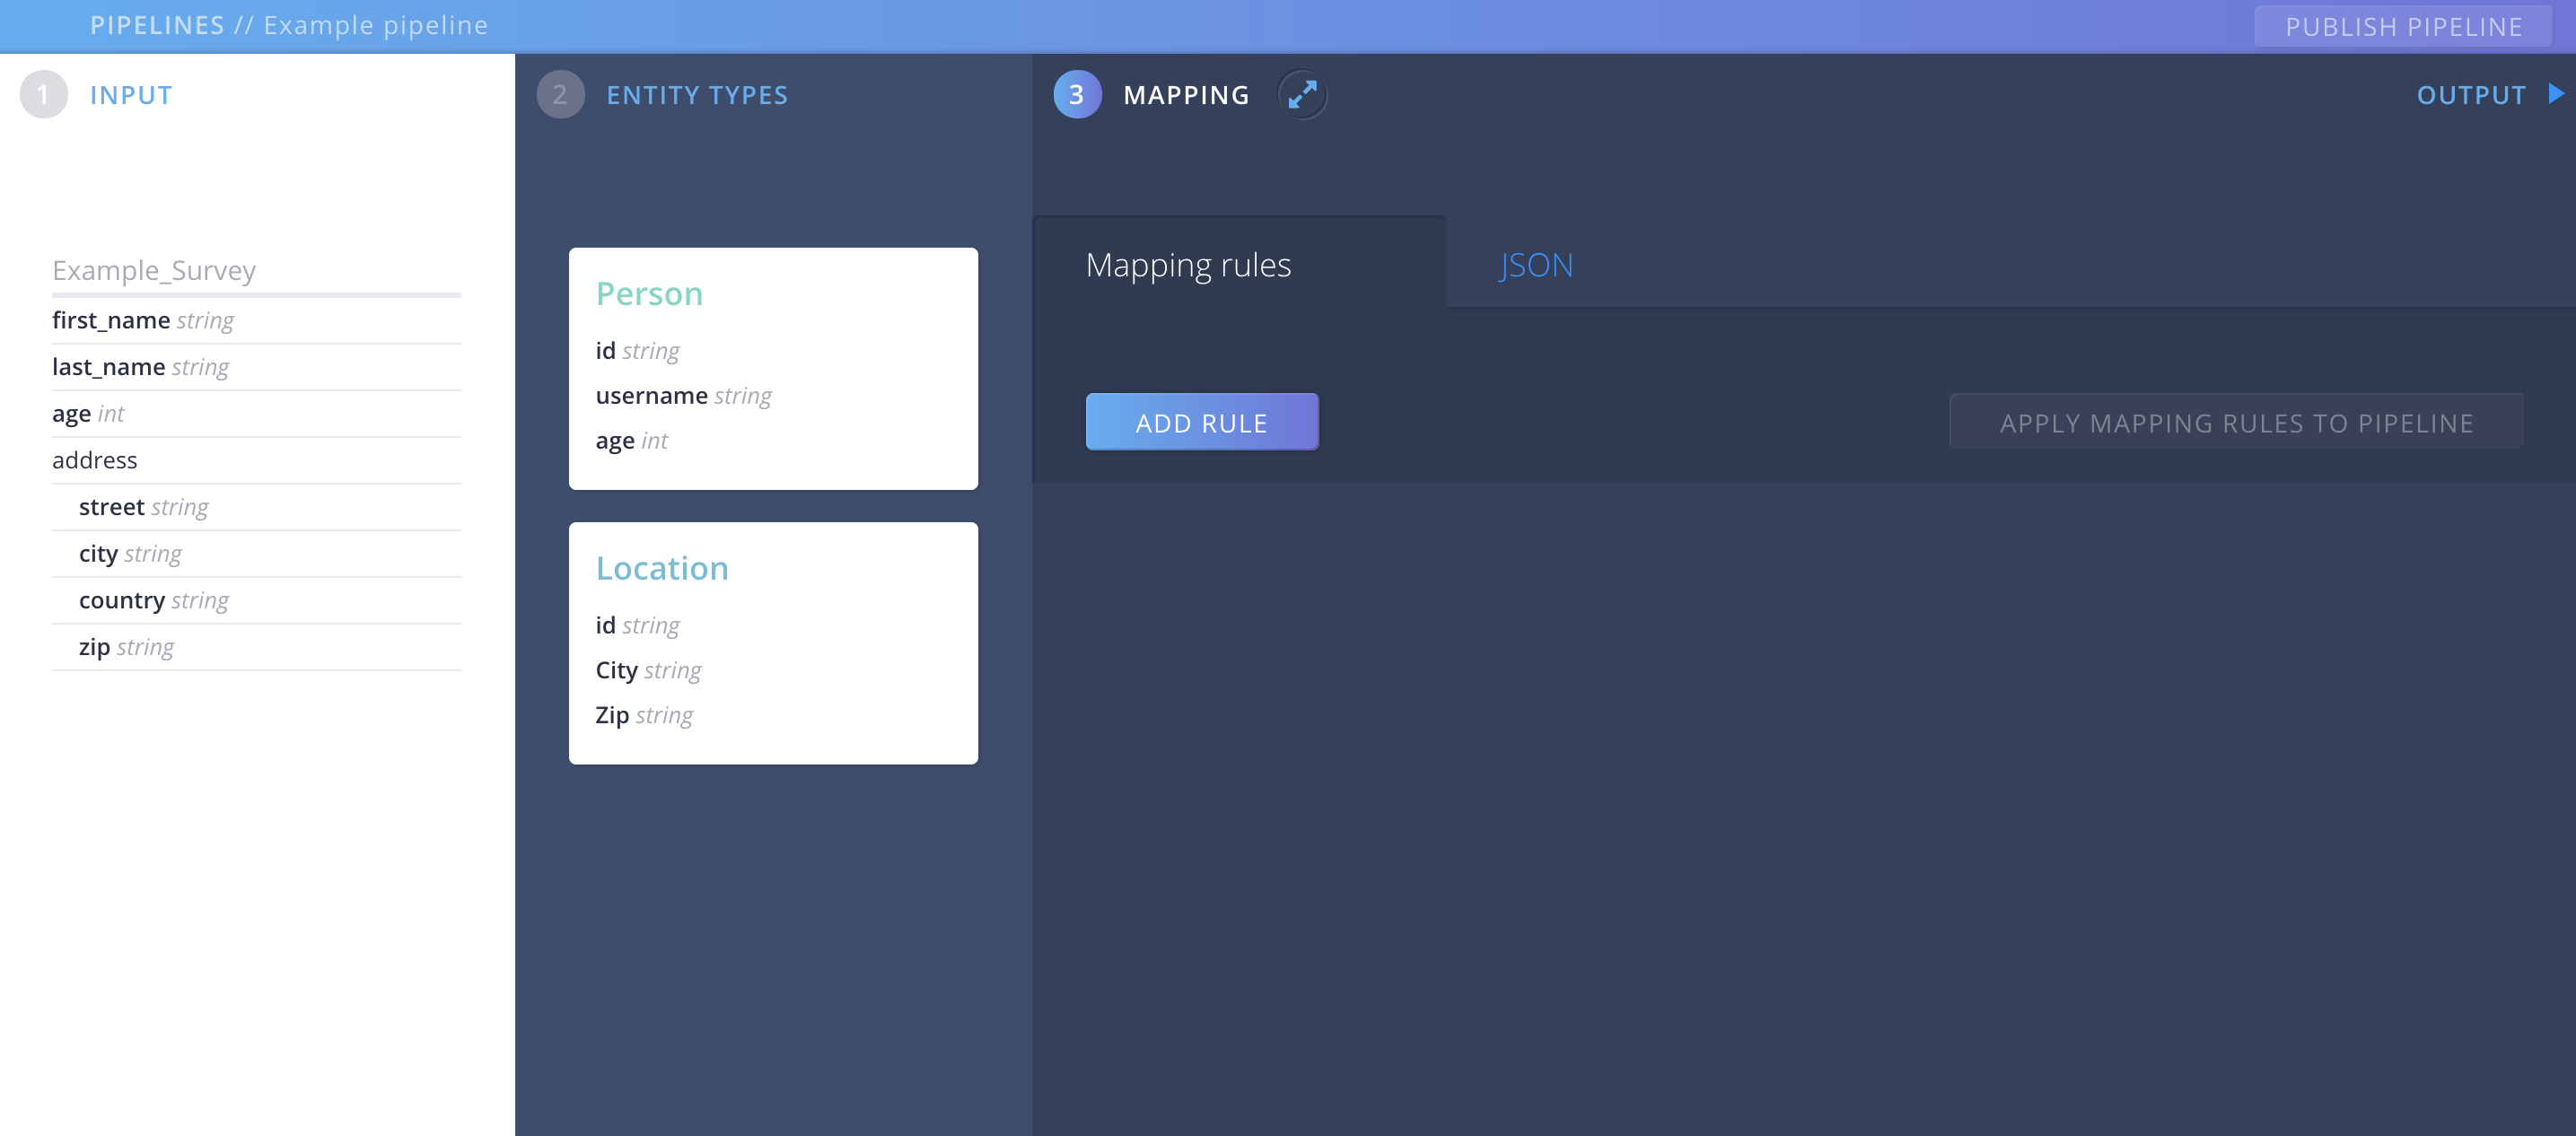 PIPELINES // Example pipeline
PUBLISH PIPELINE
1 INPUT
Example_Survey
first_name string
last_name string
age int
address
street string
city string
country string
zip string
2 ENTITY TYPES
Person
id string
username string
age int
Location
id string
City string
Zip string
3 MAPPING
OUTPUT
Mapping rules
JSON
ADD RULE
APPLY MAPPING RULES TO PIPELINE